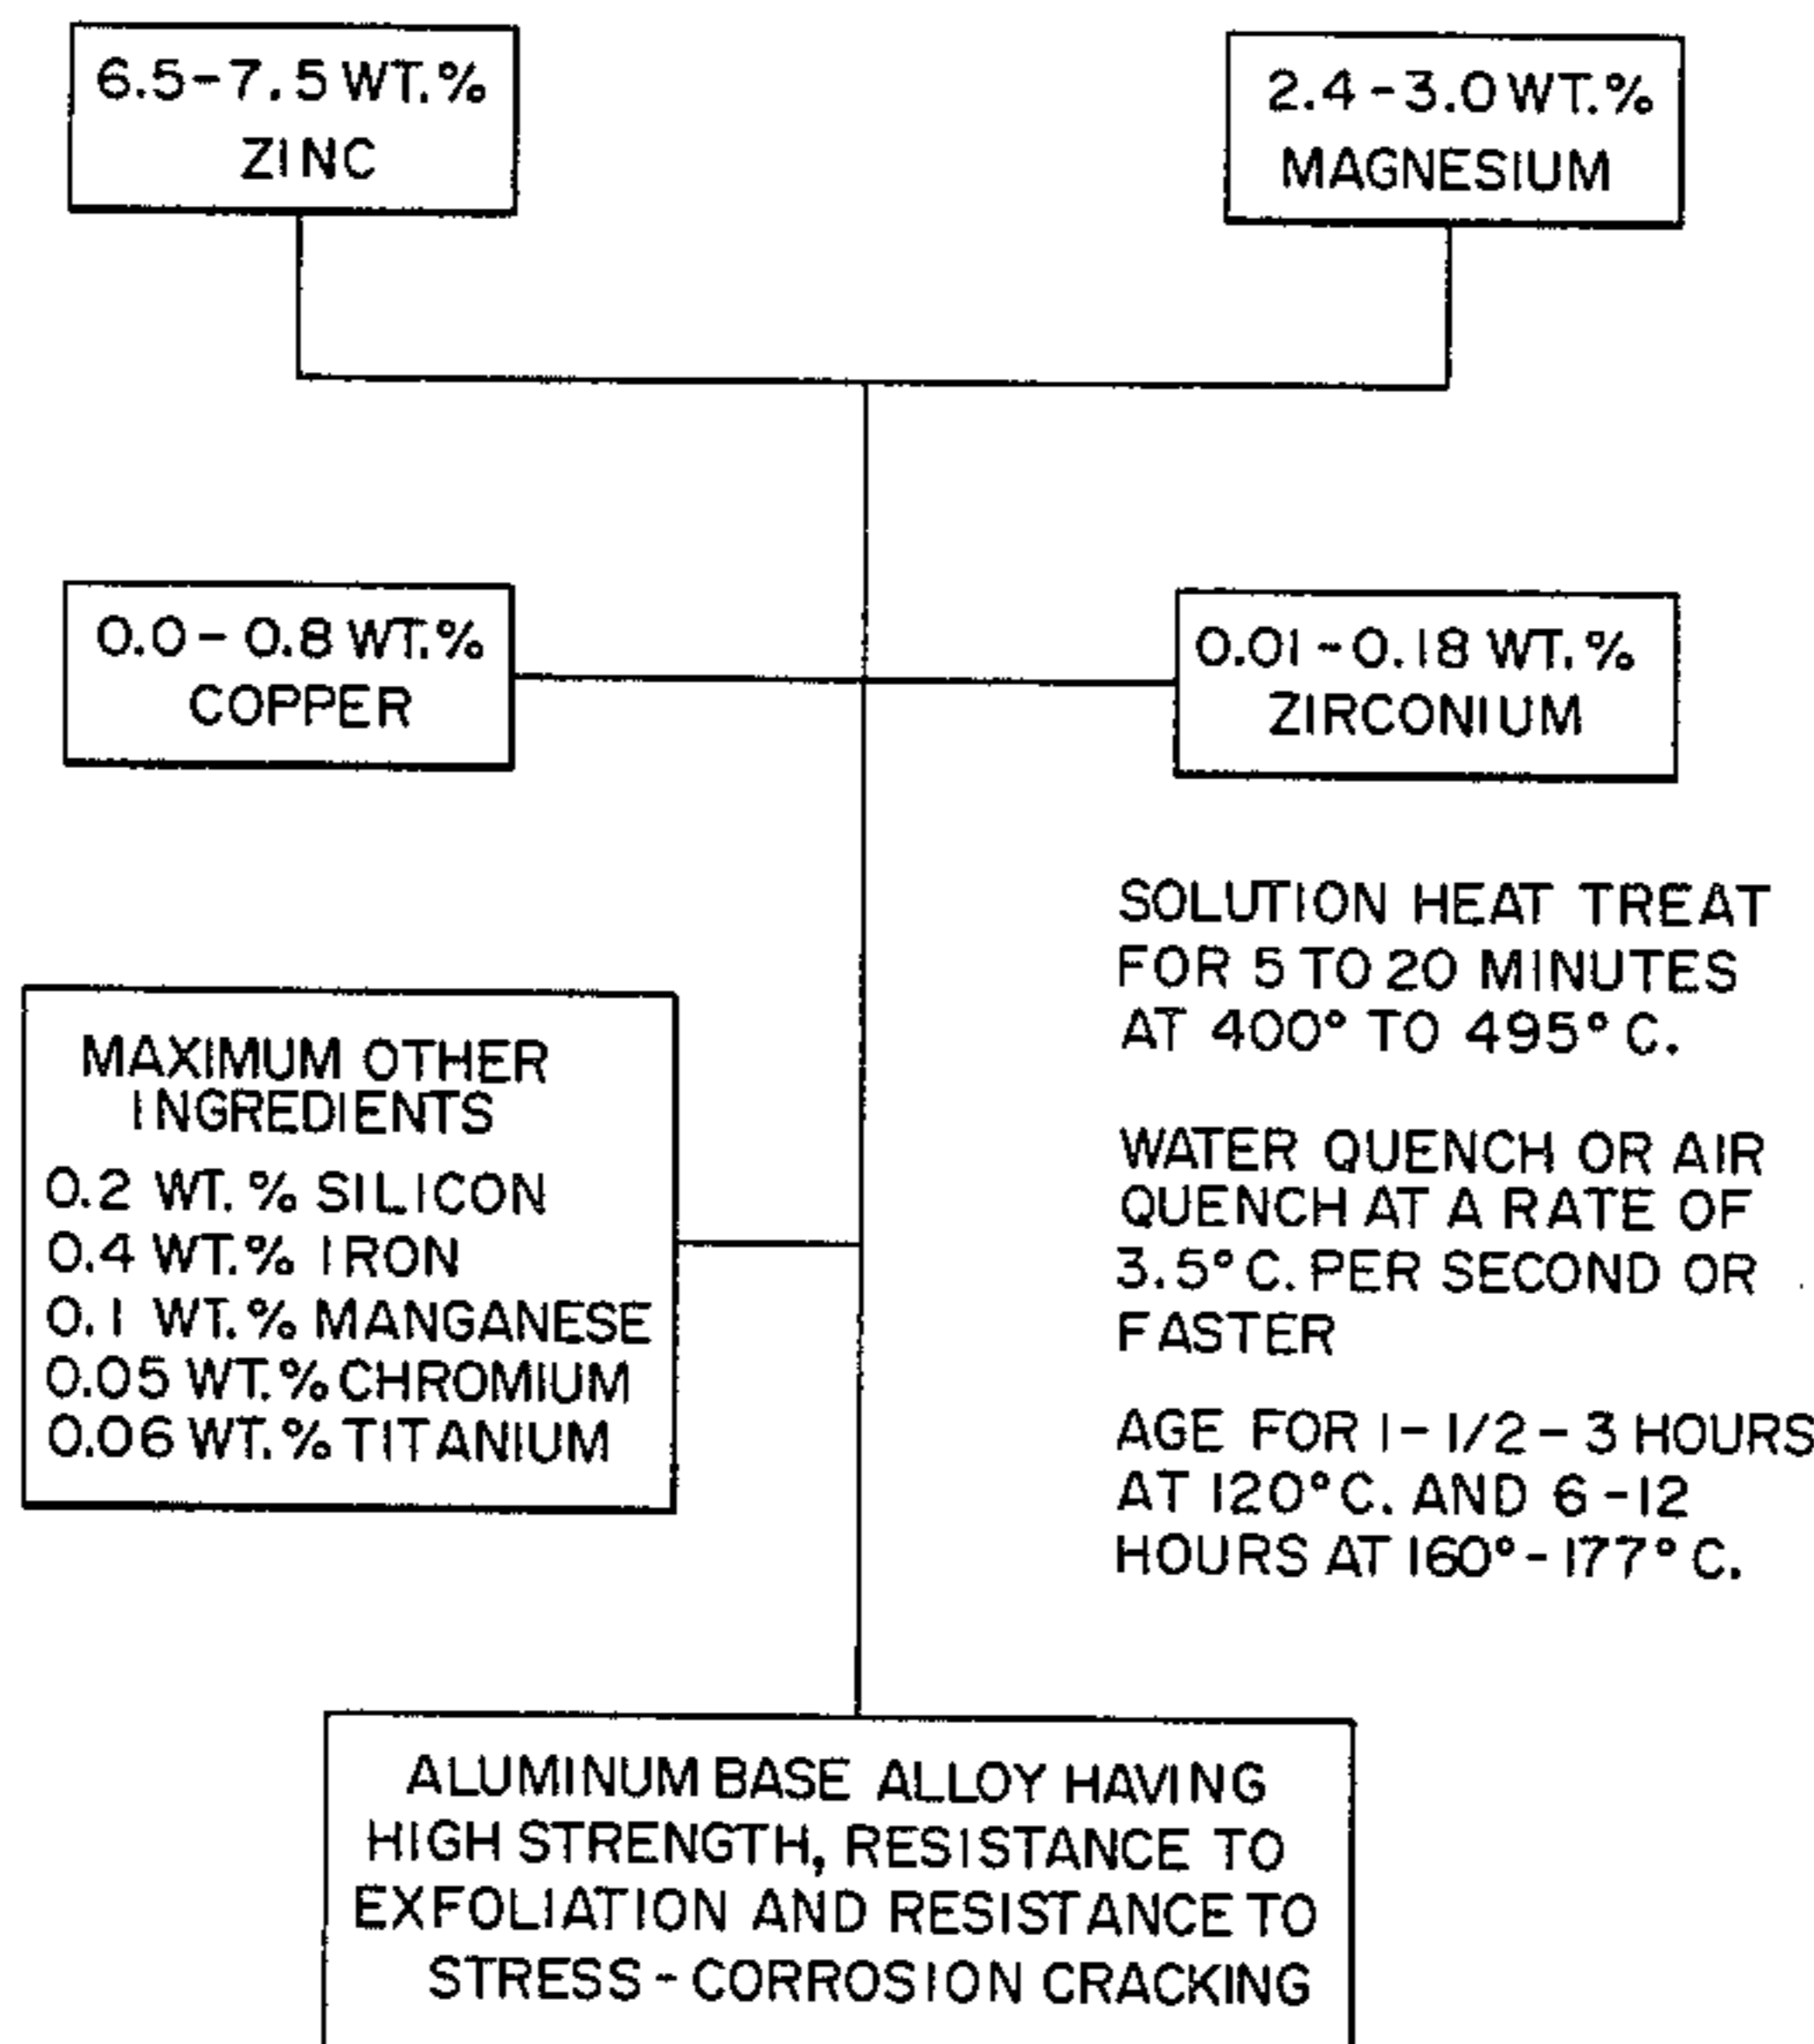 6.5-7.5 WT.%
ZINC
2.4-3.0 WT.%
MAGNESIUM
0.0-0.8 WT.%
COPPER
0.01-0.18 WT.%
ZIRCONIUM
MAXIMUM OTHER
INGREDIENTS
0.2 WT.% SILICON
0.4 WT.% IRON
0.1 WT.% MANGANESE
0.05 WT.% CHROMIUM
0.06 WT.% TITANIUM
SOLUTION HEAT TREAT
FOR 5 TO 20 MINUTES
AT 400° TO 495° C.
WATER QUENCH OR AIR
QUENCH AT A RATE OF
3.5° C. PER SECOND OR
FASTER
AGE FOR 1-1/2-3 HOURS
AT 120° C. AND 6-12
HOURS AT 160°-177° C.
ALUMINUM BASE ALLOY HAVING
HIGH STRENGTH, RESISTANCE TO
EXFOLIATION AND RESISTANCE TO
STRESS-CORROSION CRACKING